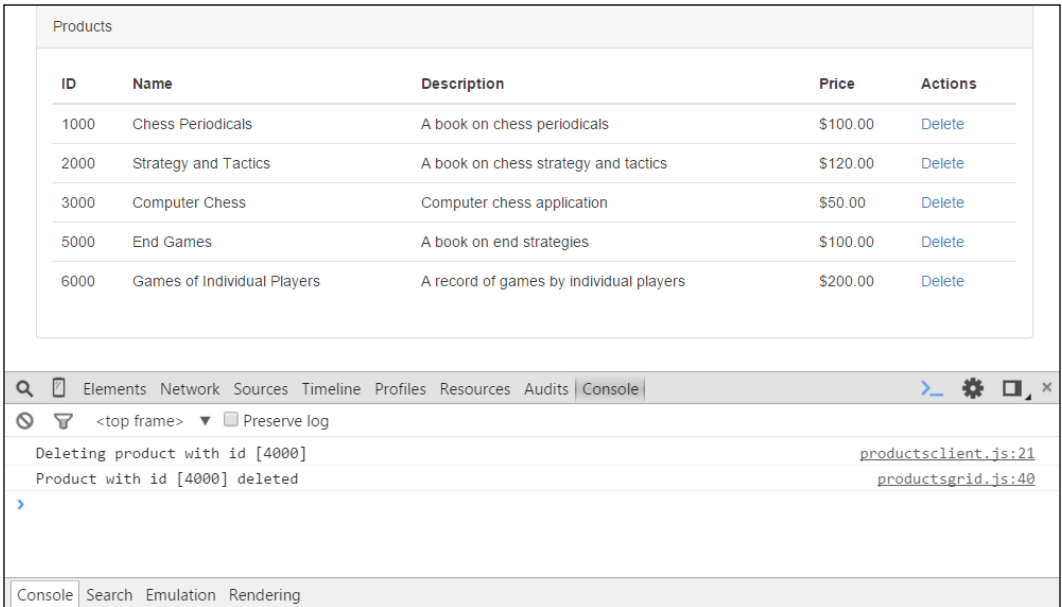 Products
ID Name Description Price Actions
1000 Chess Periodicals A book on chess periodicals $100.00 Delete
2000 Strategy and Tactics A book on chess strategy and tactics $120.00 Delete
3000 Computer Chess Computer chess application $50.00 Delete
5000 End Games A book on end strategies $100.00 Delete
6000 Games of Individual Players A record of games by individual players $200.00 Delete
Elements Network Sources Timeline Profiles Resources Audits Console
<top frame> ▼ Preserve log
Deleting product with id [4000] productsclient.js:21
Product with id [4000] deleted productsgrid.js:40
>
Console Search Emulation Rendering